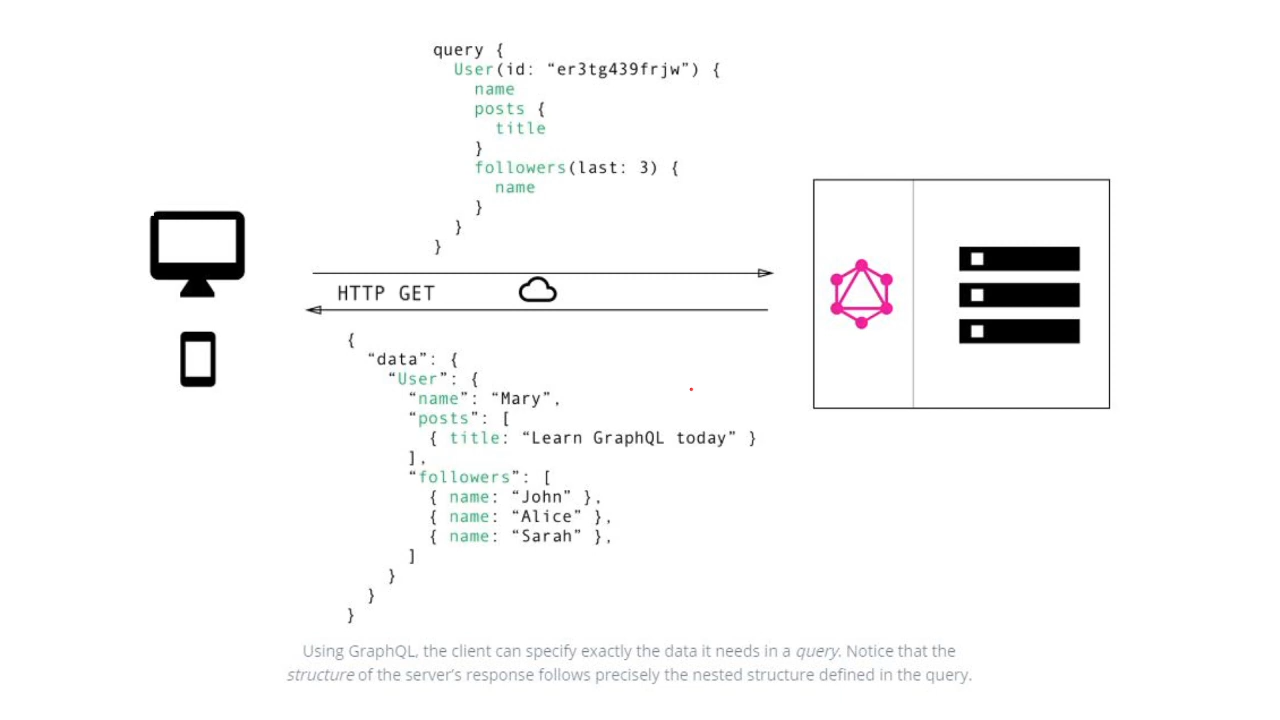 query {
User(id: “er3tg439frjw”) {
name
posts {
title
}
followers(last: 3) {
name
}
}
}
HTTP GET
{
“data”: {
“User”: {
“name”: “Mary”,
“posts”: [
{ title: “Learn GraphQL today” }
],
“followers”: [
{ name: “John” },
{ name: “Alice” },
{ name: “Sarah” },
]
}
}
}
Using GraphQL, the client can specify exactly the data it needs in a query. Notice that the
structure of the server’s response follows precisely the nested structure defined in the query.